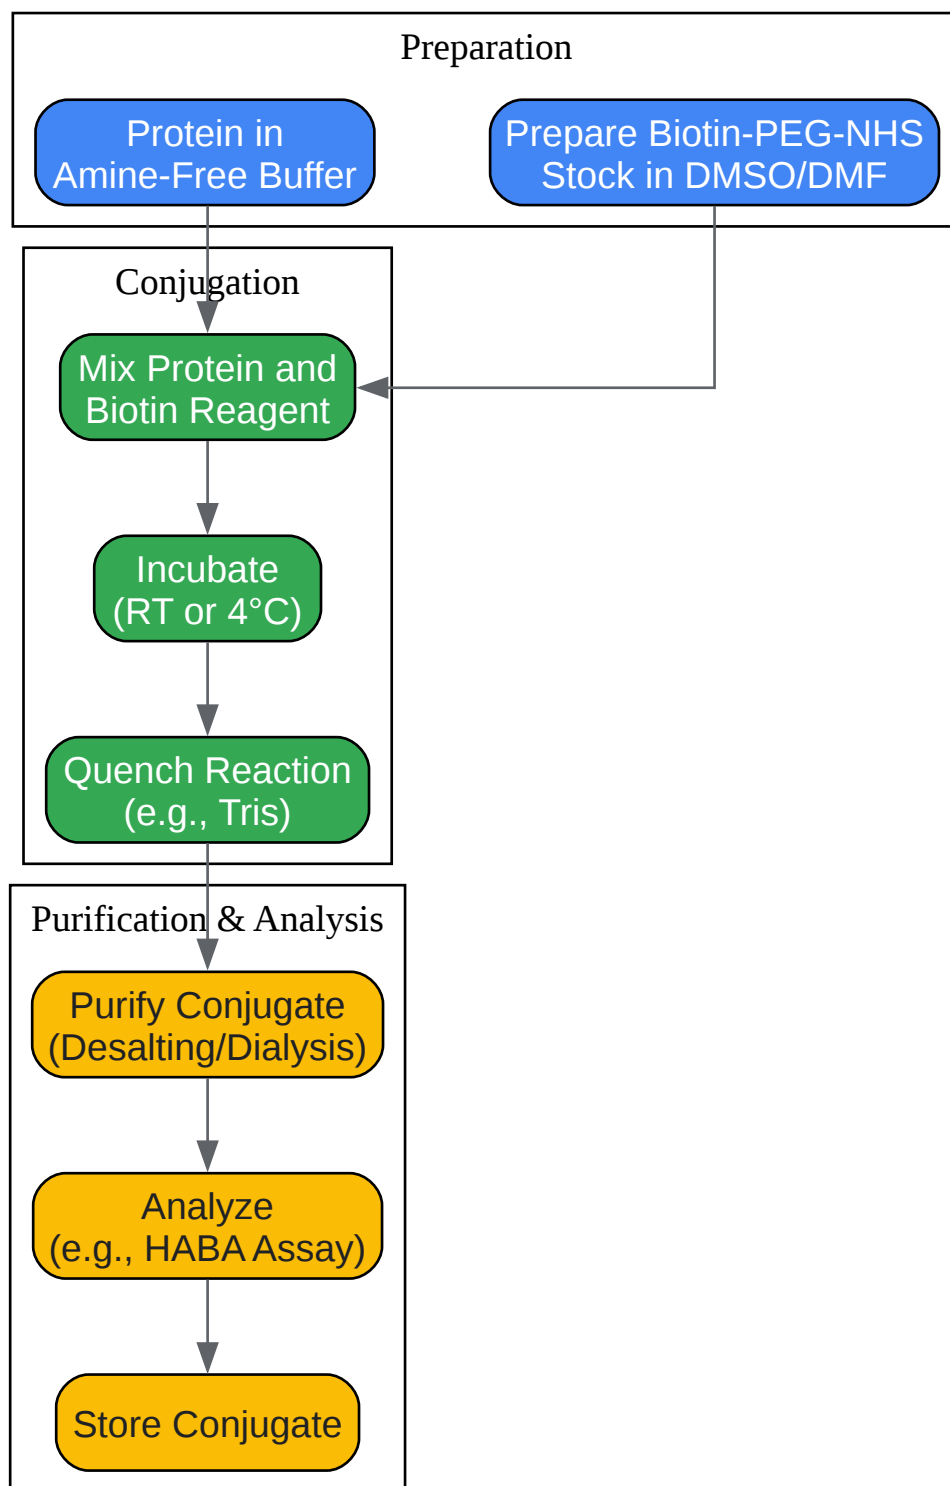 Preparation
Protein in
Amine-Free Buffer
Prepare Biotin-PEG-NHS
Stock in DMSO/DMF
Conjugation
Mix Protein and
Biotin Reagent
Incubate
(RT or 4°C)
Quench Reaction
(e.g., Tris)
Purification & Analysis
Purify Conjugate
(Desalting/Dialysis)
Analyze
(e.g., HABA Assay)
Store Conjugate